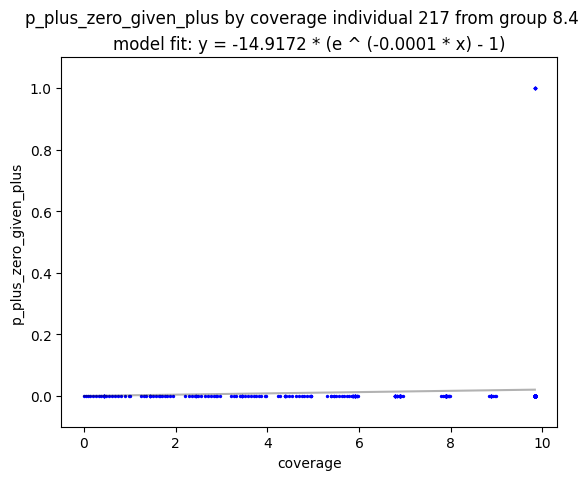 p_plus_zero_given_plus by coverage individual 217 from group 8.4
model fit: y = -14.9172 * (e ^ (-0.0001 * x) - 1)
1.0
0.8
0.6
0.4
0.2
0.0
p_plus_zero_given_plus
0 2 4 6 8 10
coverage